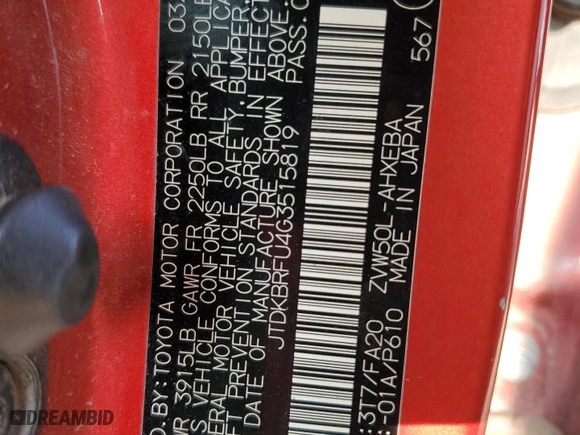 D.BY:TOYOTA MOTOR CORPORATION 03
WR 3915LB GAWR FR 2250LB RR 2150LB
S VEHICLE CONFORMS TO ALL APPLICA
ERAL MOTOR VEHICLE SAFETY, BUMPER,
FT PREVENTION STANDARDS IN EFFECT
DATE OF MANUFACTURE SHOWN ABOVE
JTDKBRFU4G3515819 PASS.C
:3T7/FA20 ZVW50L-AHXEBA
:-01A/P610 MADE IN JAPAN 567
DREAMBID